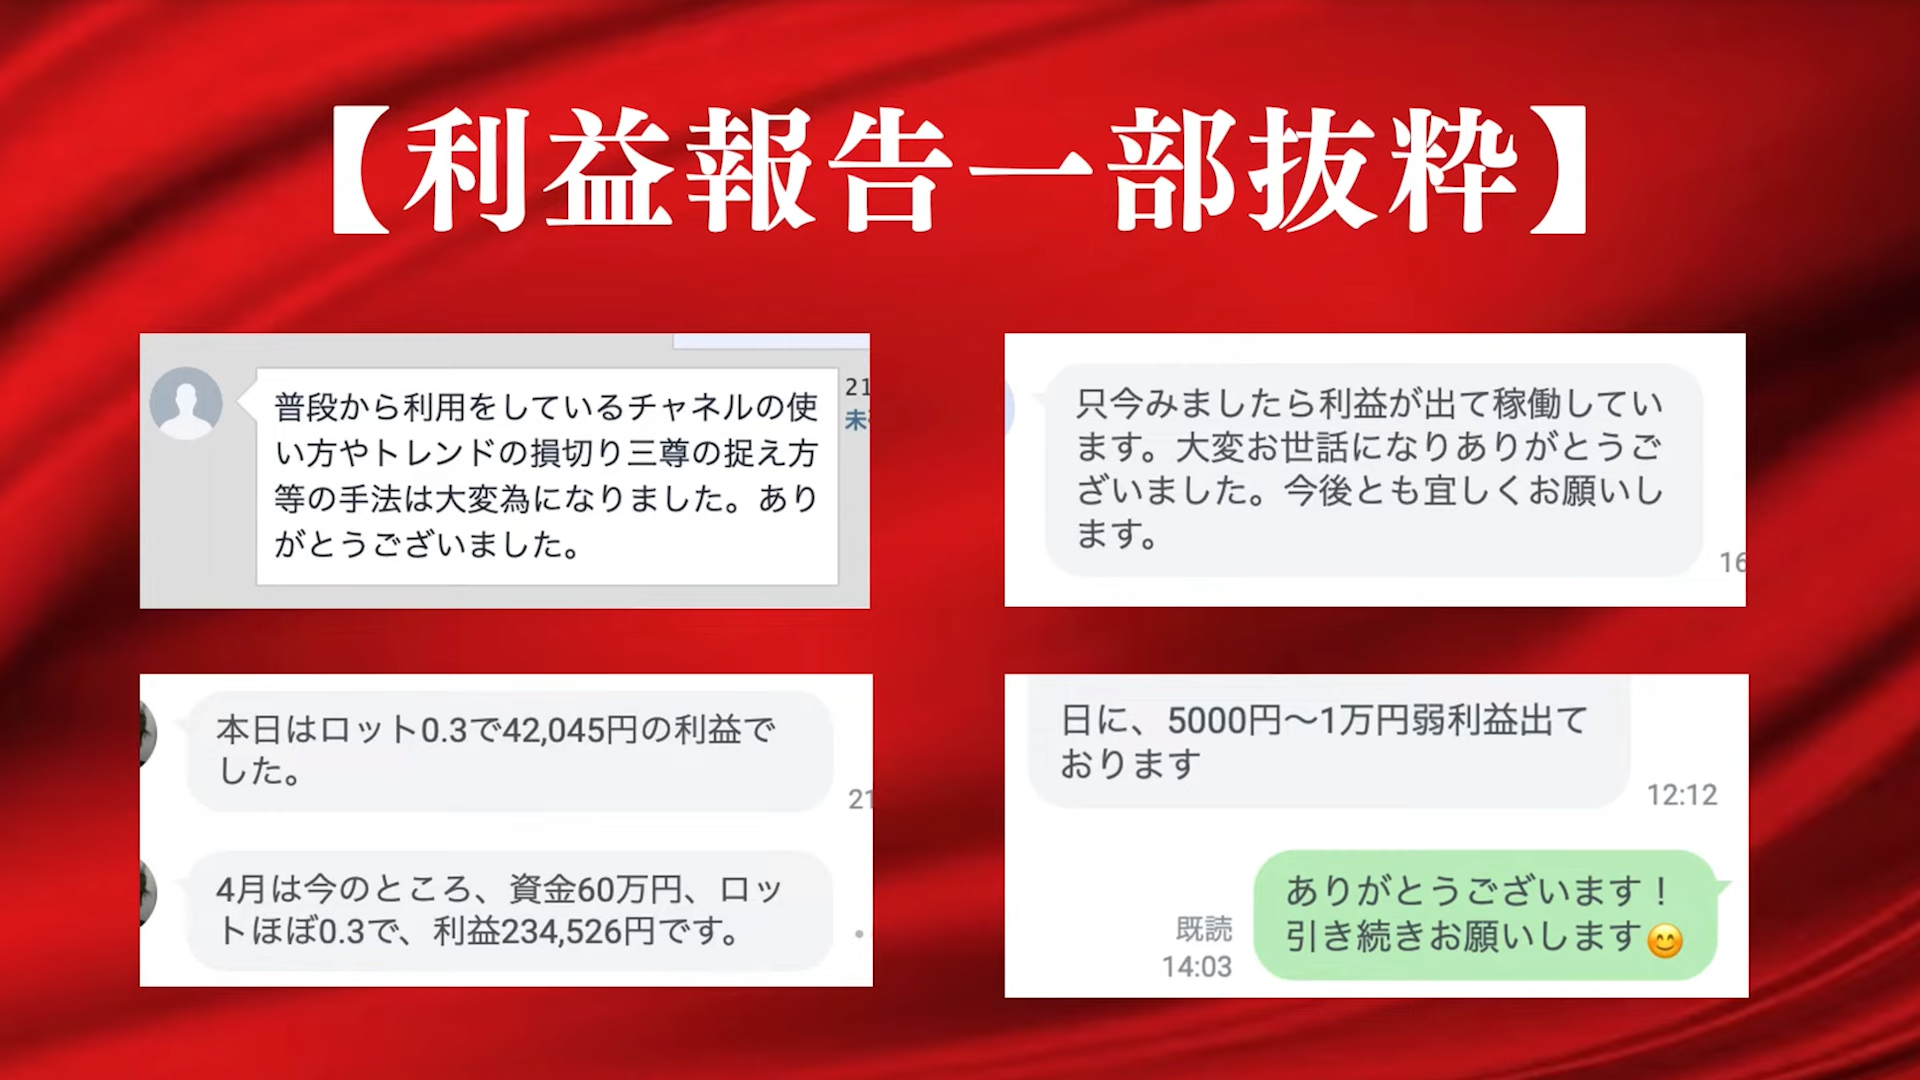 【利益報告一部抜粋】
普段から利用をしているチャネルの使
い方やトレンドの損切り三尊の捉え方
等の手法は大変為になりました。あり
がとうございました。
21
只今みましたら利益が出て稼働してい
ます。大変お世話になりありがとうご
ざいました。今後とも宜しくお願いし
ます。
16
本日はロット0.3で42,045円の利益で
した。
21
4月は今のところ、資金60万円、ロッ
トほぼ0.3で、利益234,526円です。
日に、5000円〜1万円弱利益出て
おります
12:12
ありがとうございます！
引き続きお願いします😊
既読
14:03